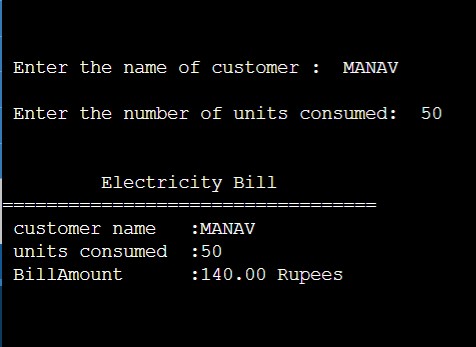 Enter the name of customer :  MANAV
Enter the number of units consumed:  50
Electricity Bill
==================================
customer name   :MANAV
units consumed  :50
BillAmount      :140.00 Rupees